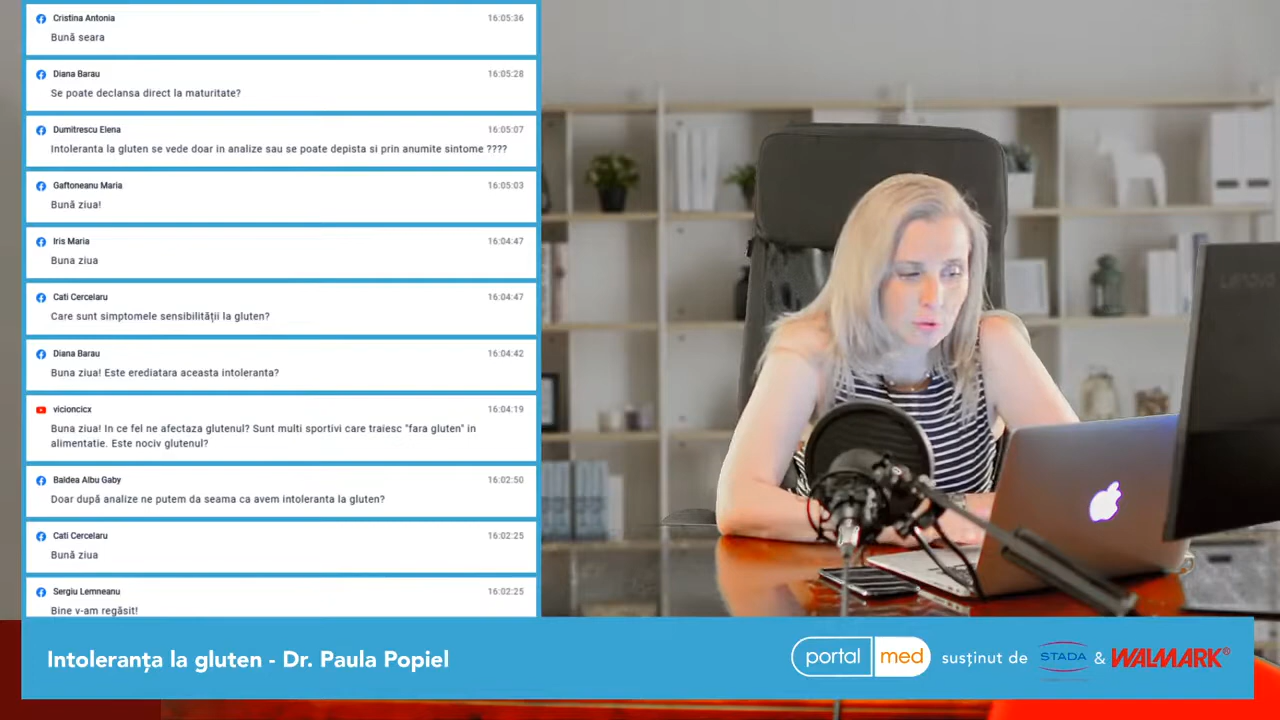 Cristina Antonia 16:05:36
Bună seara
Diana Barau 16:05:28
Se poate declansa direct la maturitate?
Dumitrescu Elena 16:05:07
Intoleranta la gluten se vede doar in analize sau se poate depista si prin anumite sintome ????
Gaftoneanu Maria 16:05:03
Bună ziua!
Iris Maria 16:04:47
Buna ziua
Cati Cercelaru 16:04:47
Care sunt simptomele sensibilității la gluten?
Diana Barau 16:04:42
Buna ziua! Este erediatara aceasta intoleranta?
vicioncicx 16:04:19
Buna ziua! In ce fel ne afectaza glutenul? Sunt multi sportivi care traiesc "fara gluten" in
alimentatie. Este nociv glutenul?
Baldea Albu Gaby 16:02:50
Doar după analize ne putem da seama ca avem intoleranta la gluten?
Cati Cercelaru 16:02:25
Bună ziua
Sergiu Lemneanu 16:02:25
Bine v-am regăsit!
Lenovo
Intoleranța la gluten - Dr. Paula Popiel
portal med susținut de STADA & WALMARK®